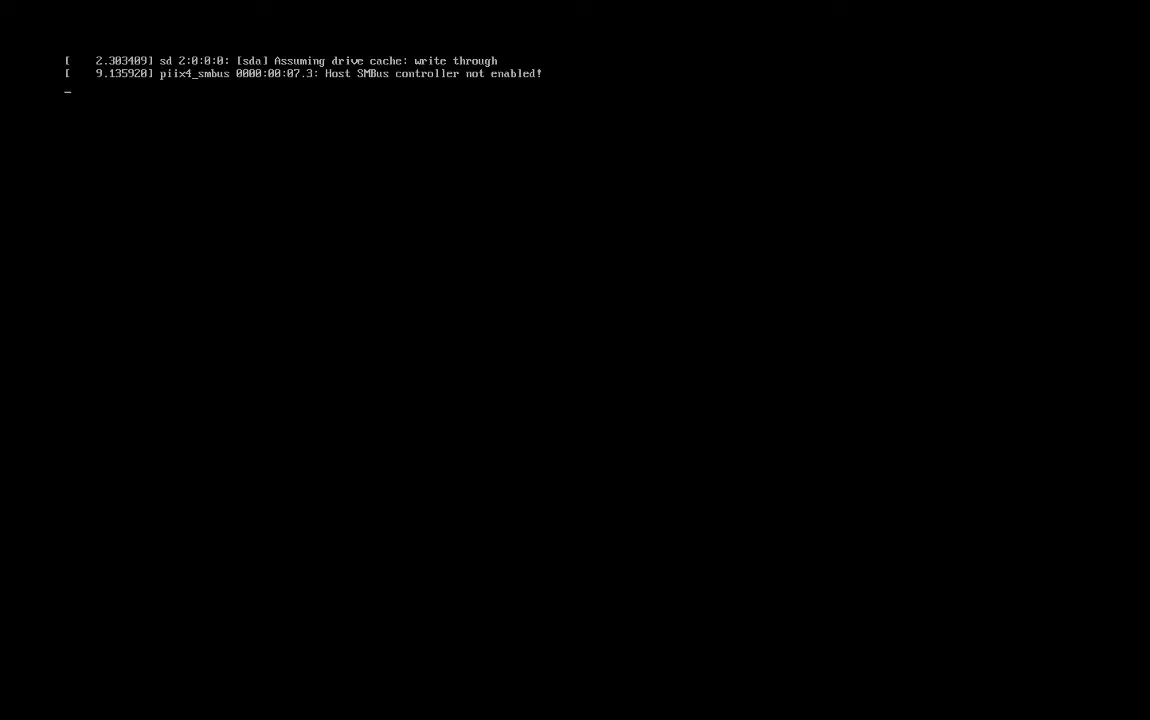 [    2.303409] sd 2:0:0:0: [sda] Assuming drive cache: write through
[    9.135920] piix4_smbus 0000:00:07.3: Host SMBus controller not enabled!
_